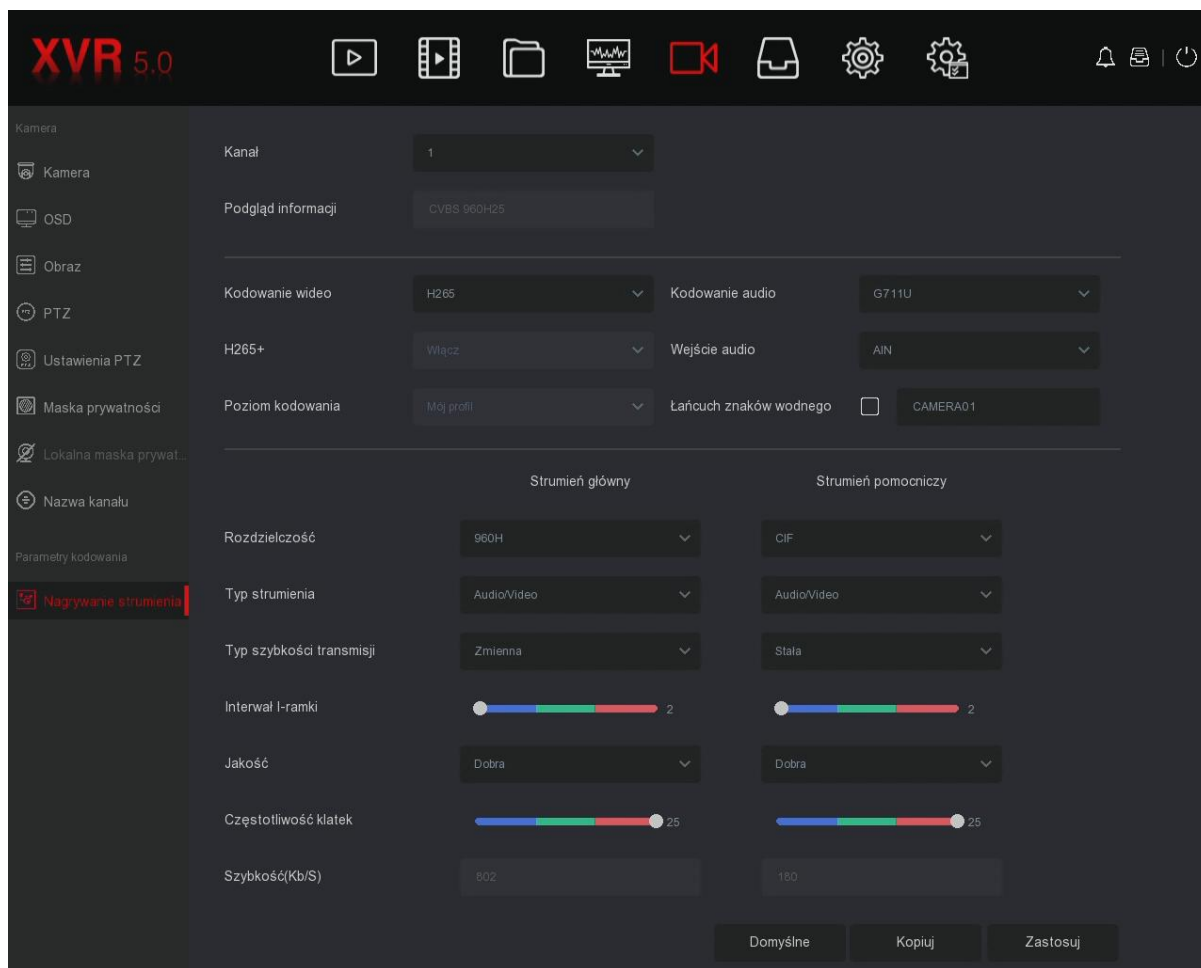 XVR 5.0
Kamera
Kamera
OSD
Obraz
PTZ
Ustawienia PTZ
Maska prywatności
Lokalna maska prywat...
Nazwa kanału
Parametry kodowania
Nagrywanie strumienia
Kanał 1
Podgląd informacji CVBS 960H25
Kodowanie wideo H265 Kodowanie audio G711U
H265+ Włącz Wejście audio AIN
Poziom kodowania Mój profil Łańcuch znaków wodnego CAMERA01
Strumień główny Strumień pomocniczy
Rozdzielczość 960H CIF
Typ strumienia Audio/Video Audio/Video
Typ szybkości transmisji Zmienna Stała
Interwał I-ramki 2 2
Jakość Dobra Dobra
Częstotliwość klatek 25 25
Szybkość(Kb/S) 802 180
Domyślne Kopiuj Zastosuj